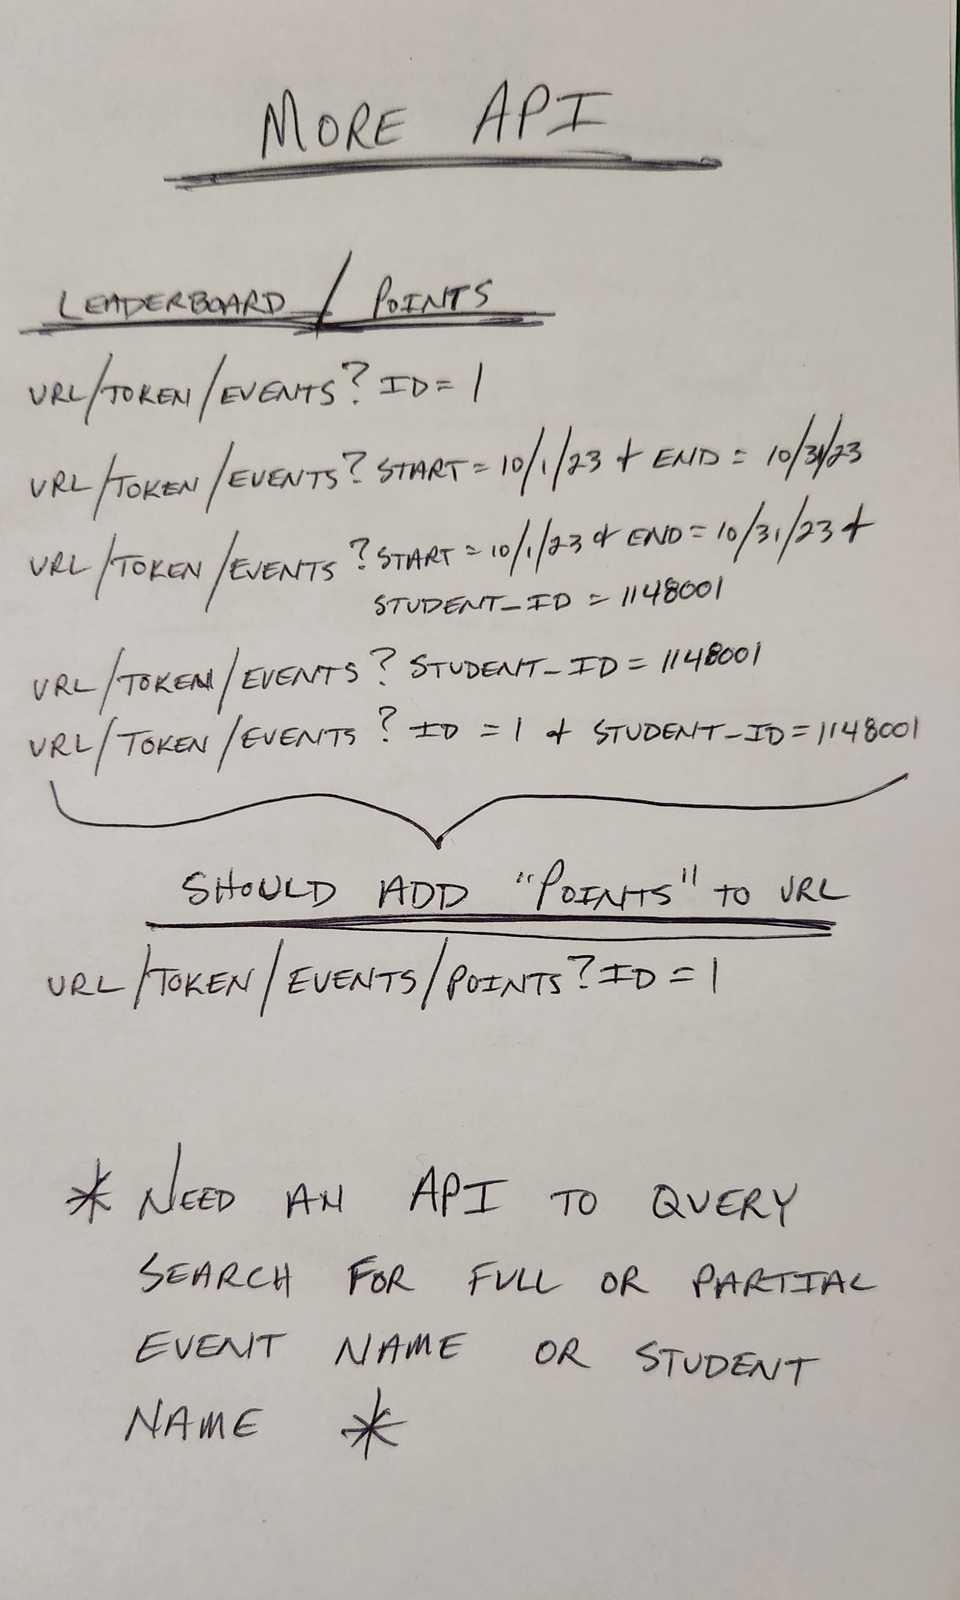 MORE API
LEADERBOARD / POINTS
URL/TOKEN/EVENTS? ID=1
URL/TOKEN/EVENTS? START=10/1/23 & END=10/31/23
URL/TOKEN/EVENTS? START=10/1/23 & END=10/31/23 &
STUDENT_ID=1148001
URL/TOKEN/EVENTS? STUDENT_ID=1148001
URL/TOKEN/EVENTS? ID=1 & STUDENT_ID=1148001
SHOULD ADD "POINTS" TO URL
URL/TOKEN/EVENTS/POINTS?ID=1
* NEED AN API TO QUERY
SEARCH FOR FULL OR PARTIAL
EVENT NAME OR STUDENT
NAME *